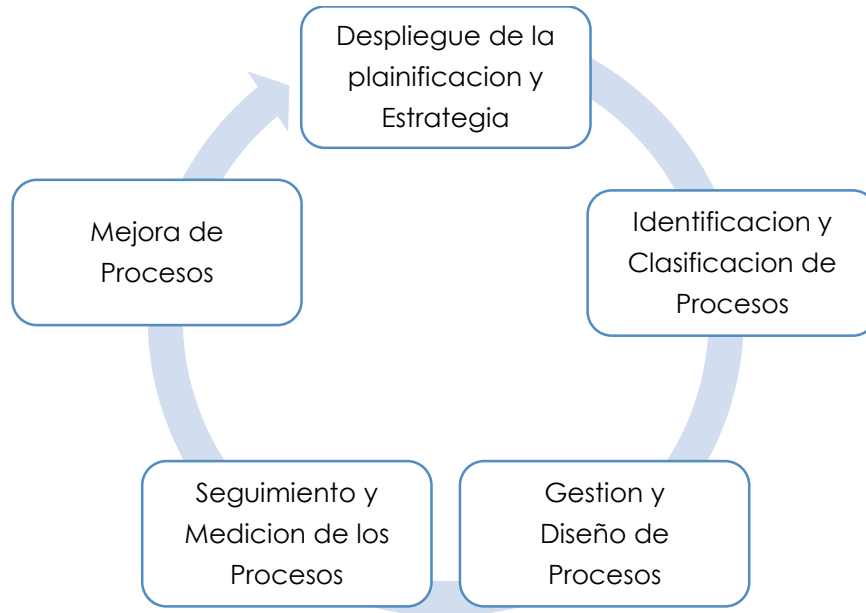 Despliegue de la
plainificacion y
Estrategia
Identificacion y
Clasificacion de
Procesos
Gestion y
Diseño de
Procesos
Seguimiento y
Medicion de los
Procesos
Mejora de
Procesos